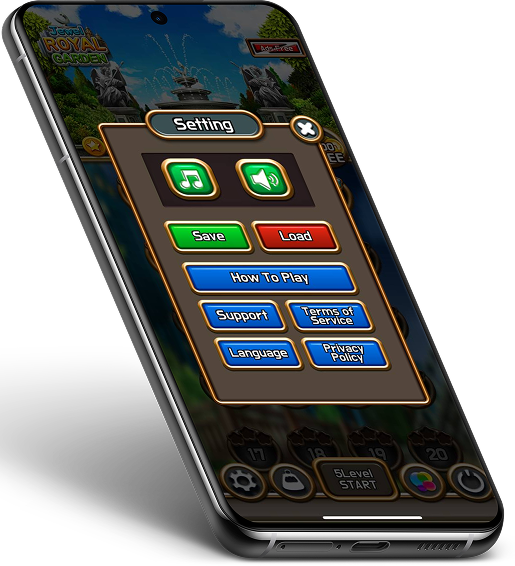 Jewel
ROYAL
GARDEN
Ads Free
Setting
Save
Load
How To Play
Support
Terms of
Service
Language
Privacy
Policy
17
18
19
20
5Level
START